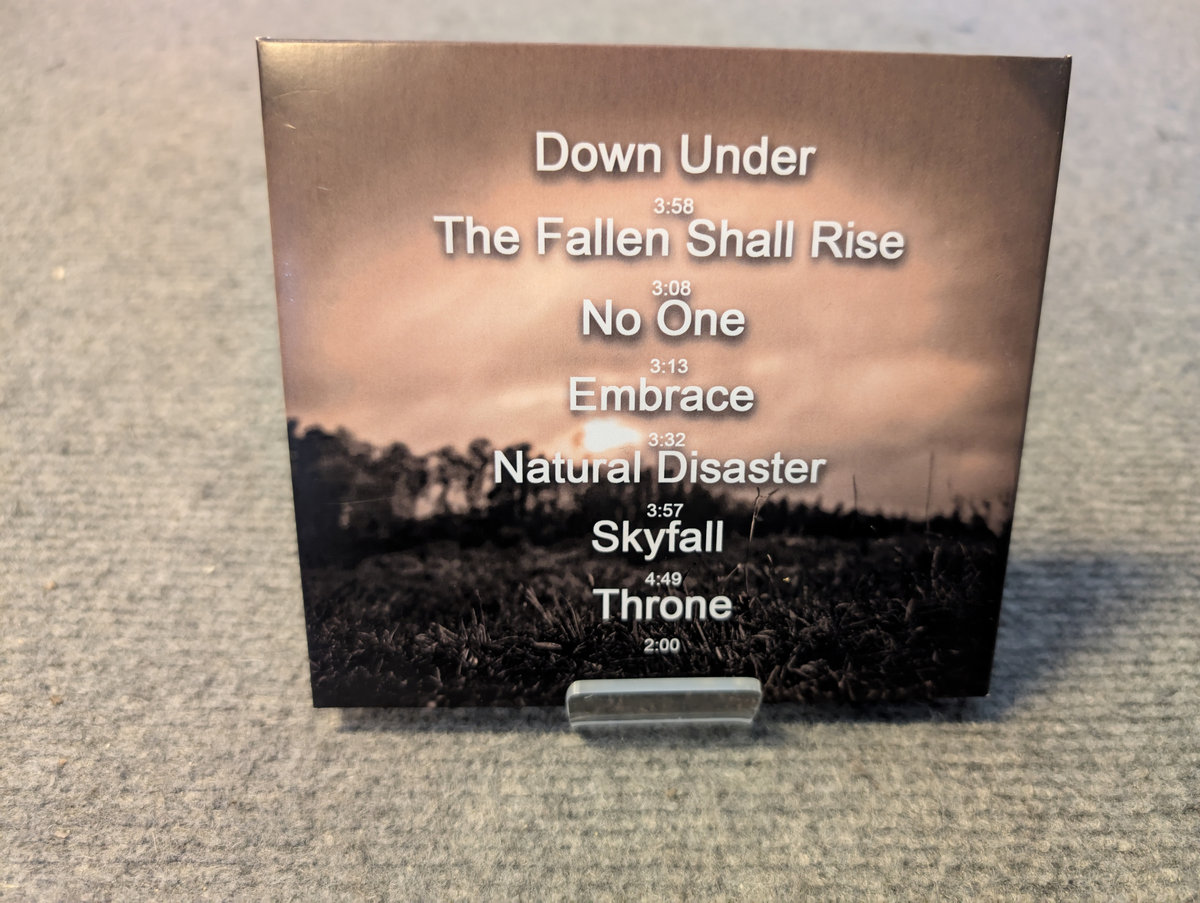 Down Under
3:58
The Fallen Shall Rise
3:08
No One
3:13
Embrace
3:32
Natural Disaster
3:57
Skyfall
4:49
Throne
2:00